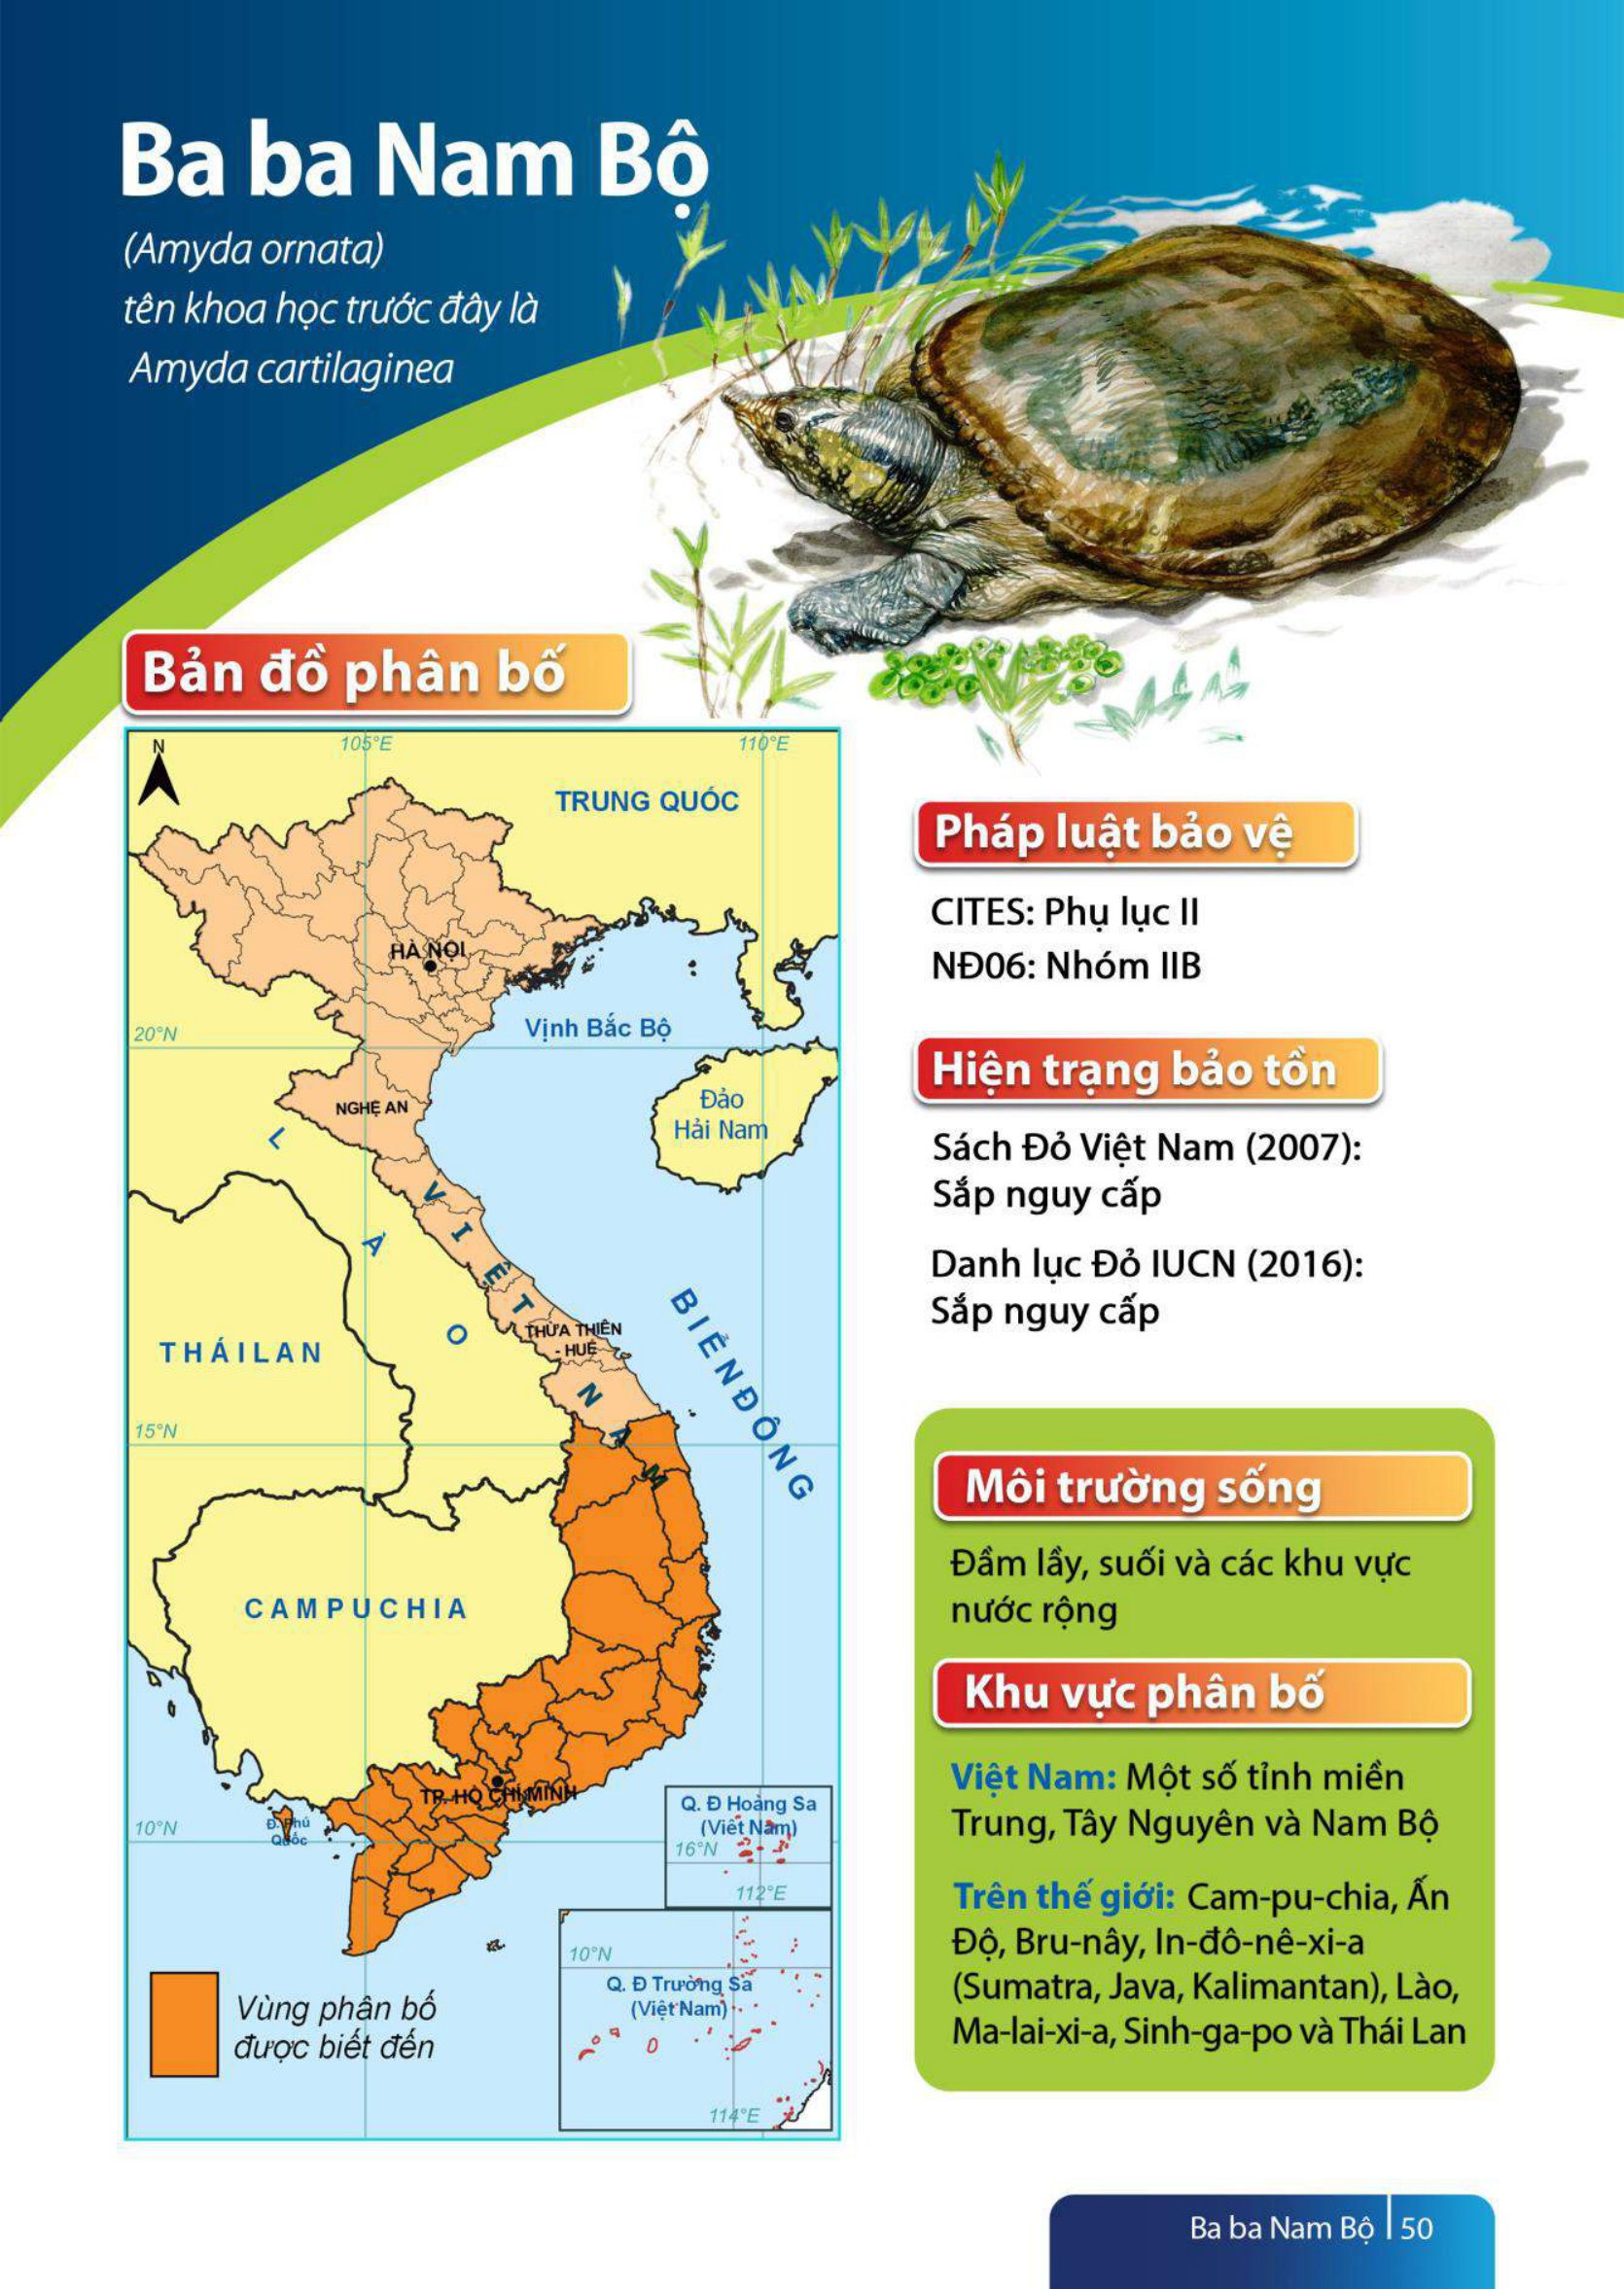 Ba ba Nam Bộ
(Amyda ornata)
tên khoa học trước đây là
Amyda cartilaginea
Bản đồ phân bố
N
105°E
110°E
TRUNG QUÓC
HÀ NỘI
20°N
Vịnh Bắc Bộ
Đảo
Hải Nam
NGHỆ AN
LÀO
VIỆT NAM
THỪA THIÊN
- HUẾ
BIỂN ĐÔNG
THÁI LAN
15°N
CAMPUCHIA
TP. HỒ CHÍ MINH
Đ. Phú
Quốc
10°N
Q. Đ Hoàng Sa
(Việt Nam)
16°N
112°E
10°N
Q. Đ Trường Sa
(Việt Nam)
114°E
Vùng phân bố
được biết đến
Pháp luật bảo vệ
CITES: Phụ lục II
NĐ06: Nhóm IIB
Hiện trạng bảo tồn
Sách Đỏ Việt Nam (2007):
Sắp nguy cấp
Danh lục Đỏ IUCN (2016):
Sắp nguy cấp
Môi trường sống
Đầm lầy, suối và các khu vực
nước rộng
Khu vực phân bố
Việt Nam: Một số tỉnh miền
Trung, Tây Nguyên và Nam Bộ
Trên thế giới: Cam-pu-chia, Ấn
Độ, Bru-nây, In-đô-nê-xi-a
(Sumatra, Java, Kalimantan), Lào,
Ma-lai-xi-a, Sinh-ga-po và Thái Lan
Ba ba Nam Bộ | 50